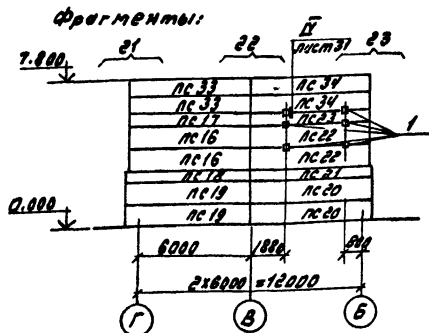 Фрагменты:
21 22 IV 23
лист 31
7.800
пс 33 пс 34
пс 33 пс 34
пс 17 пс 23
пс 16 пс 22 1
пс 16 пс 22
пс 18 пс 21
пс 19 пс 20
0.000
пс 19 пс 20
6000 1880
2х6000=12000
Г В Б